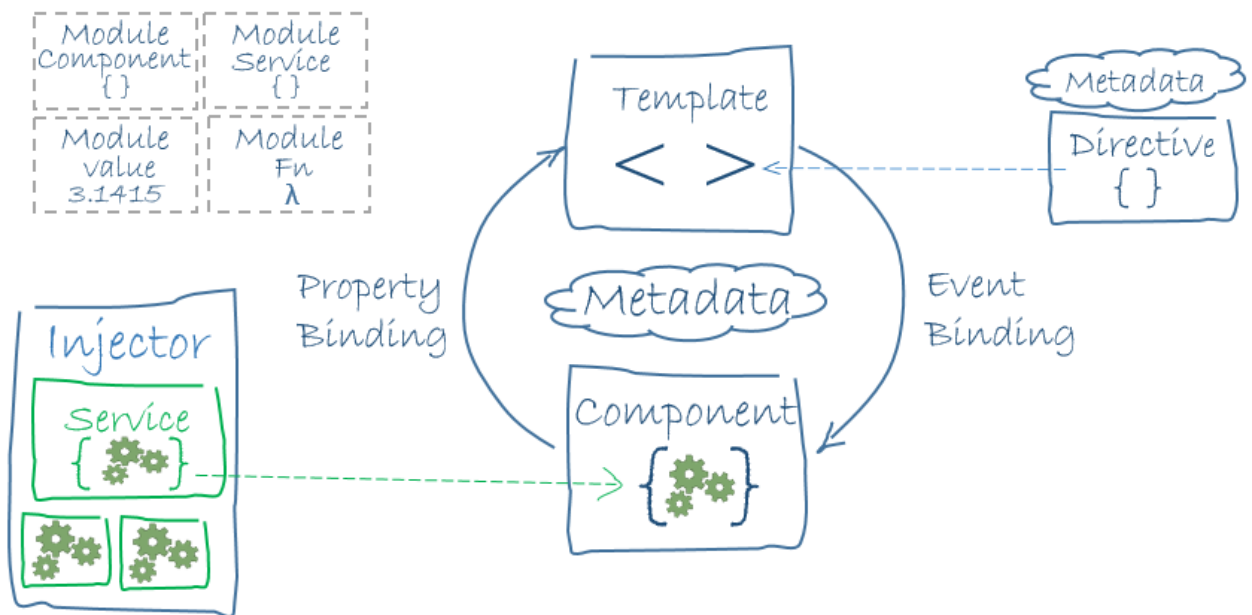 Module
Component
{ }
Module
Service
{ }
Module
value
3.1415
Module
Fn
λ
Template
< >
Metadata
Directive
{ }
Property
Binding
Metadata
Event
Binding
Injector
Service
{ }
Component
{ }